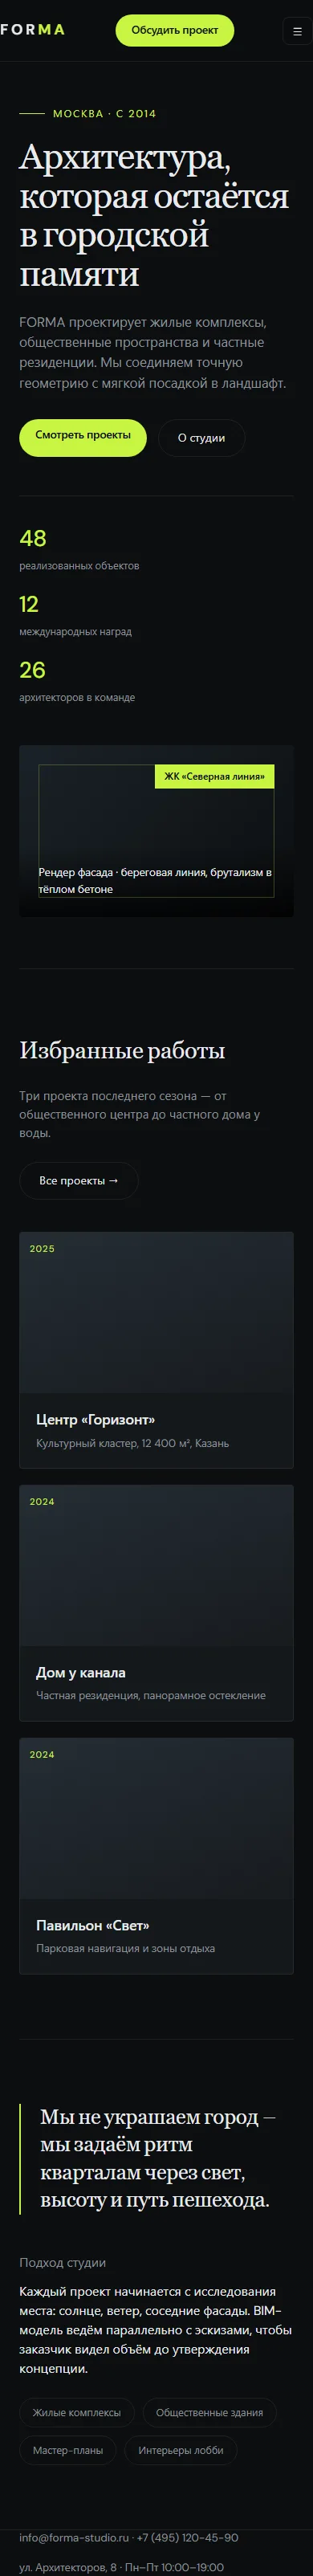 FORMA
Обсудить проект
☰
МОСКВА · С 2014
Архитектура,
которая остаётся
в городской
памяти
FORMA проектирует жилые комплексы,
общественные пространства и частные
резиденции. Мы соединяем точную
геометрию с мягкой посадкой в ландшафт.
Смотреть проекты
О студии
48
реализованных объектов
12
международных наград
26
архитекторов в команде
ЖК «Северная линия»
Рендер фасада · береговая линия, брутализм в
тёплом бетоне
Избранные работы
Три проекта последнего сезона — от
общественного центра до частного дома у
воды.
Все проекты →
2025
Центр «Горизонт»
Культурный кластер, 12 400 м², Казань
2024
Дом у канала
Частная резиденция, панорамное остекление
2024
Павильон «Свет»
Парковая навигация и зоны отдыха
Мы не украшаем город —
мы задаём ритм
кварталам через свет,
высоту и путь пешехода.
Подход студии
Каждый проект начинается с исследования
места: солнце, ветер, соседние фасады. BIM-
модель ведём параллельно с эскизами, чтобы
заказчик видел объём до утверждения
концепции.
Жилые комплексы
Общественные здания
Мастер-планы
Интерьеры лобби
info@forma-studio.ru · +7 (495) 120-45-90
ул. Архитекторов, 8 · Пн–Пт 10:00–19:00